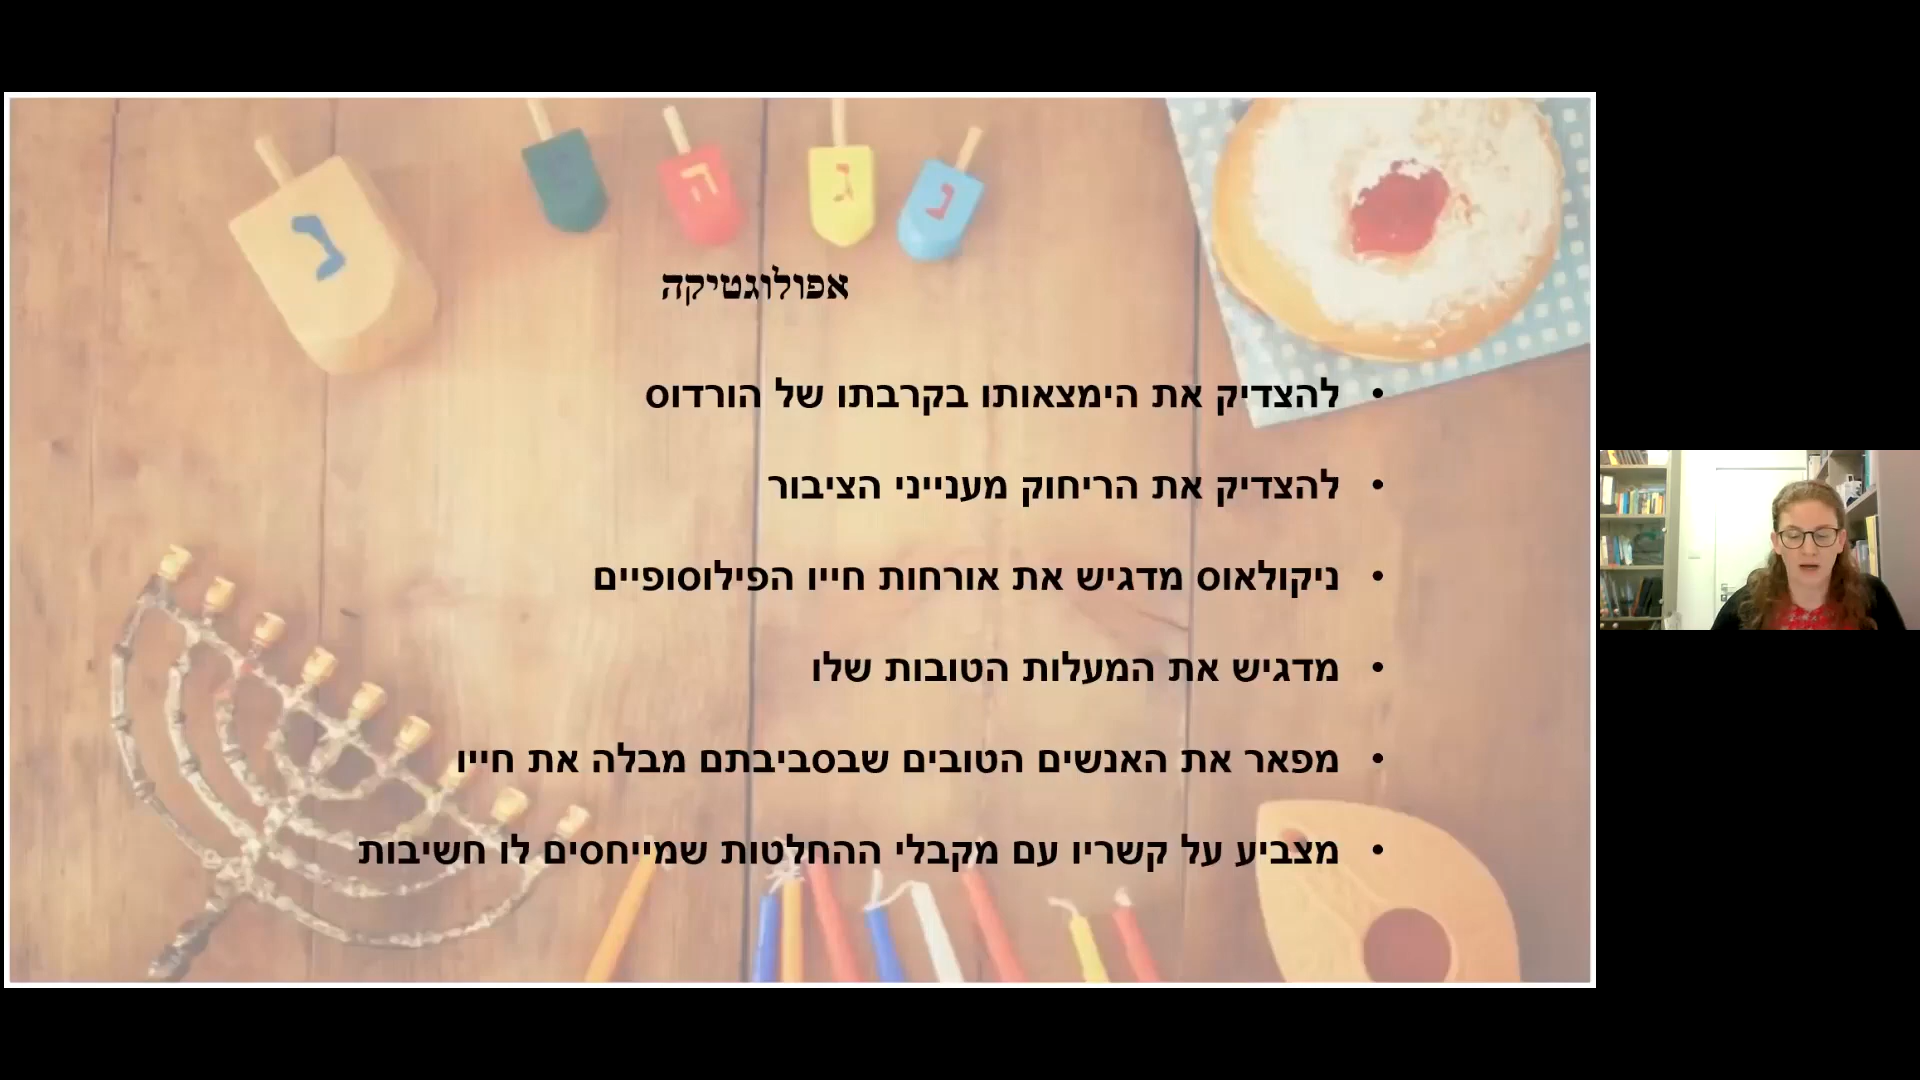 נ
ה
ג
נ
אפולוגטיקה
• להצדיק את הימצאותו בקרבתו של הורדוס
• להצדיק את הריחוק מענייני הציבור
• ניקולאוס מדגיש את אורחות חייו הפילוסופיים
• מדגיש את המעלות הטובות שלו
• מפאר את האנשים הטובים שבסביבתם מבלה את חייו
• מצביע על קשריו עם מקבלי ההחלטות שמייחסים לו חשיבות